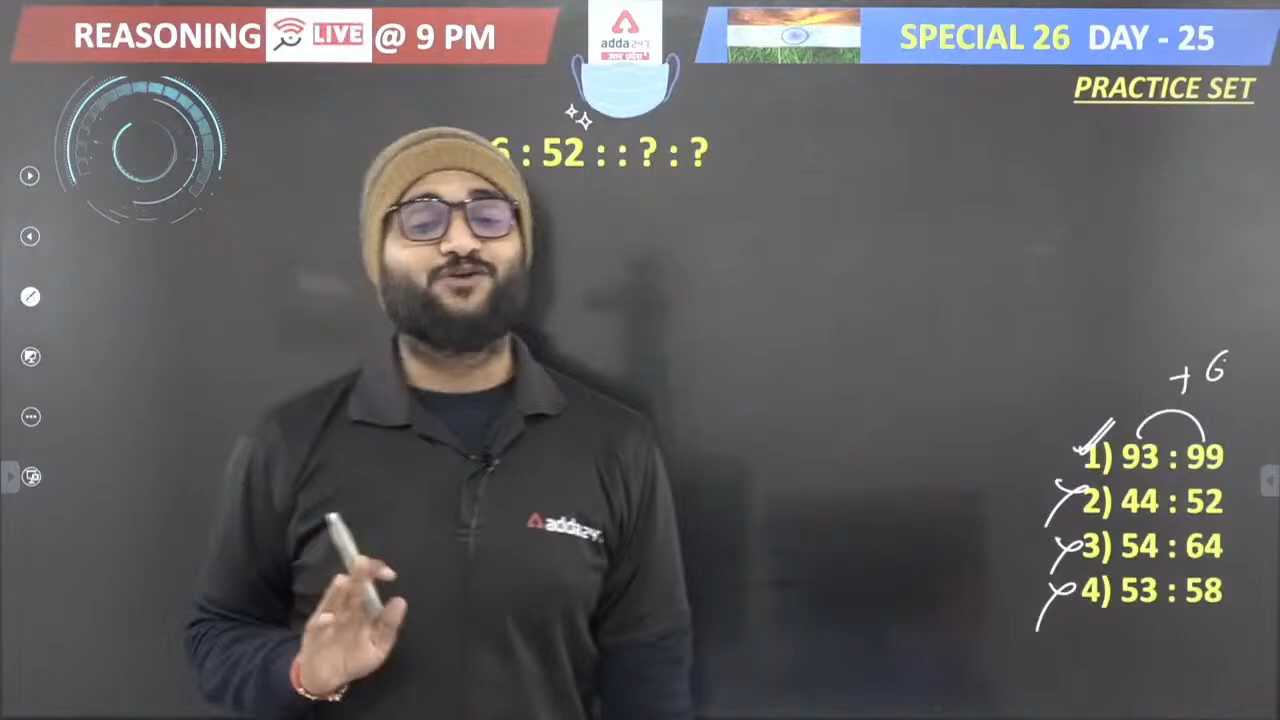 REASONING LIVE @ 9 PM
adda247
SPECIAL 26 DAY - 25
PRACTICE SET
6 : 52 : : ? : ?
+ 6
1) 93 : 99
2) 44 : 52
3) 54 : 64
4) 53 : 58
adda247